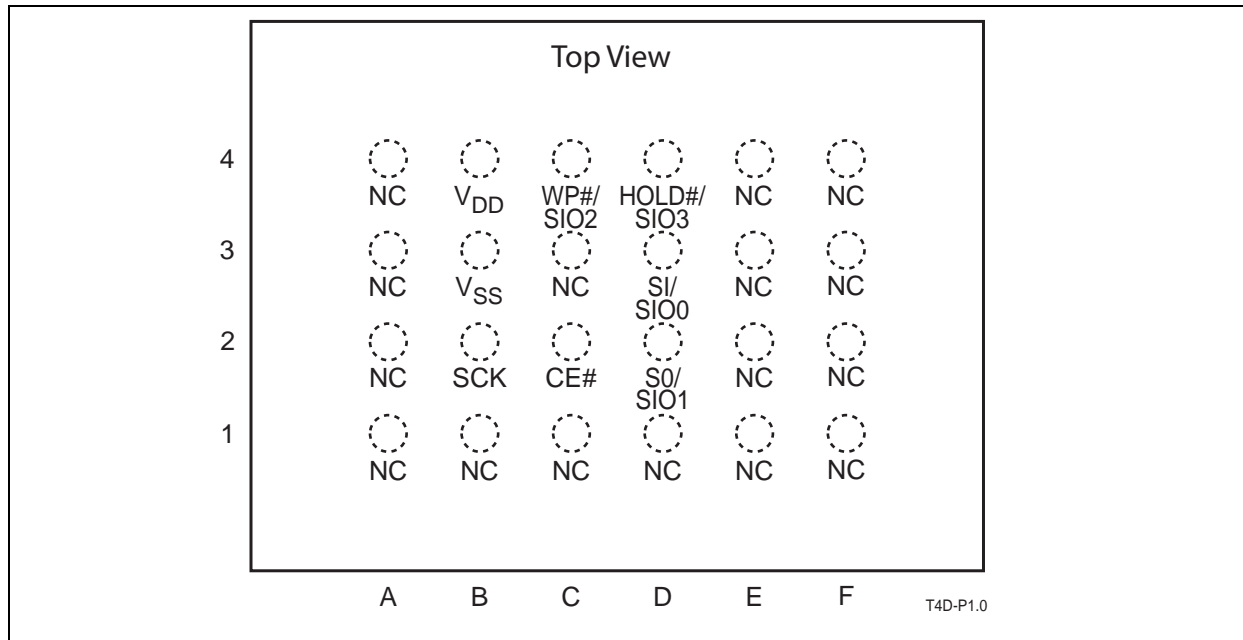 Top View
4
NC VDD WP#/ HOLD#/ NC NC
SIO2 SIO3
3
NC VSS NC SI/ NC NC
SIO0
2
NC SCK CE# S0/ NC NC
SIO1
1
NC NC NC NC NC NC
A B C D E F
T4D-P1.0